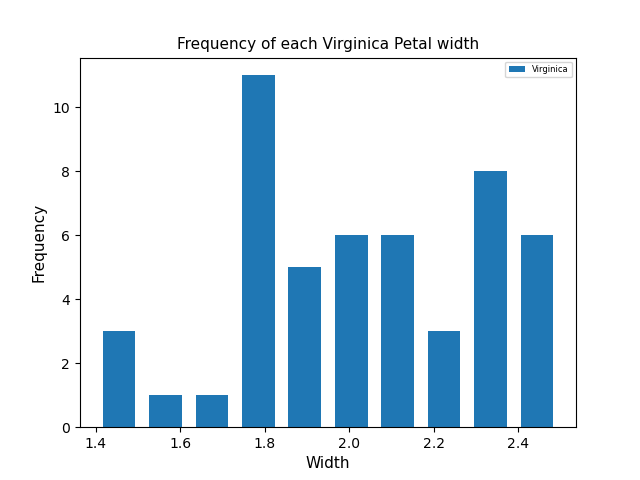 Frequency of each Virginica Petal width
Virginica
10
8
6
4
2
0
Frequency
1.4 1.6 1.8 2.0 2.2 2.4
Width